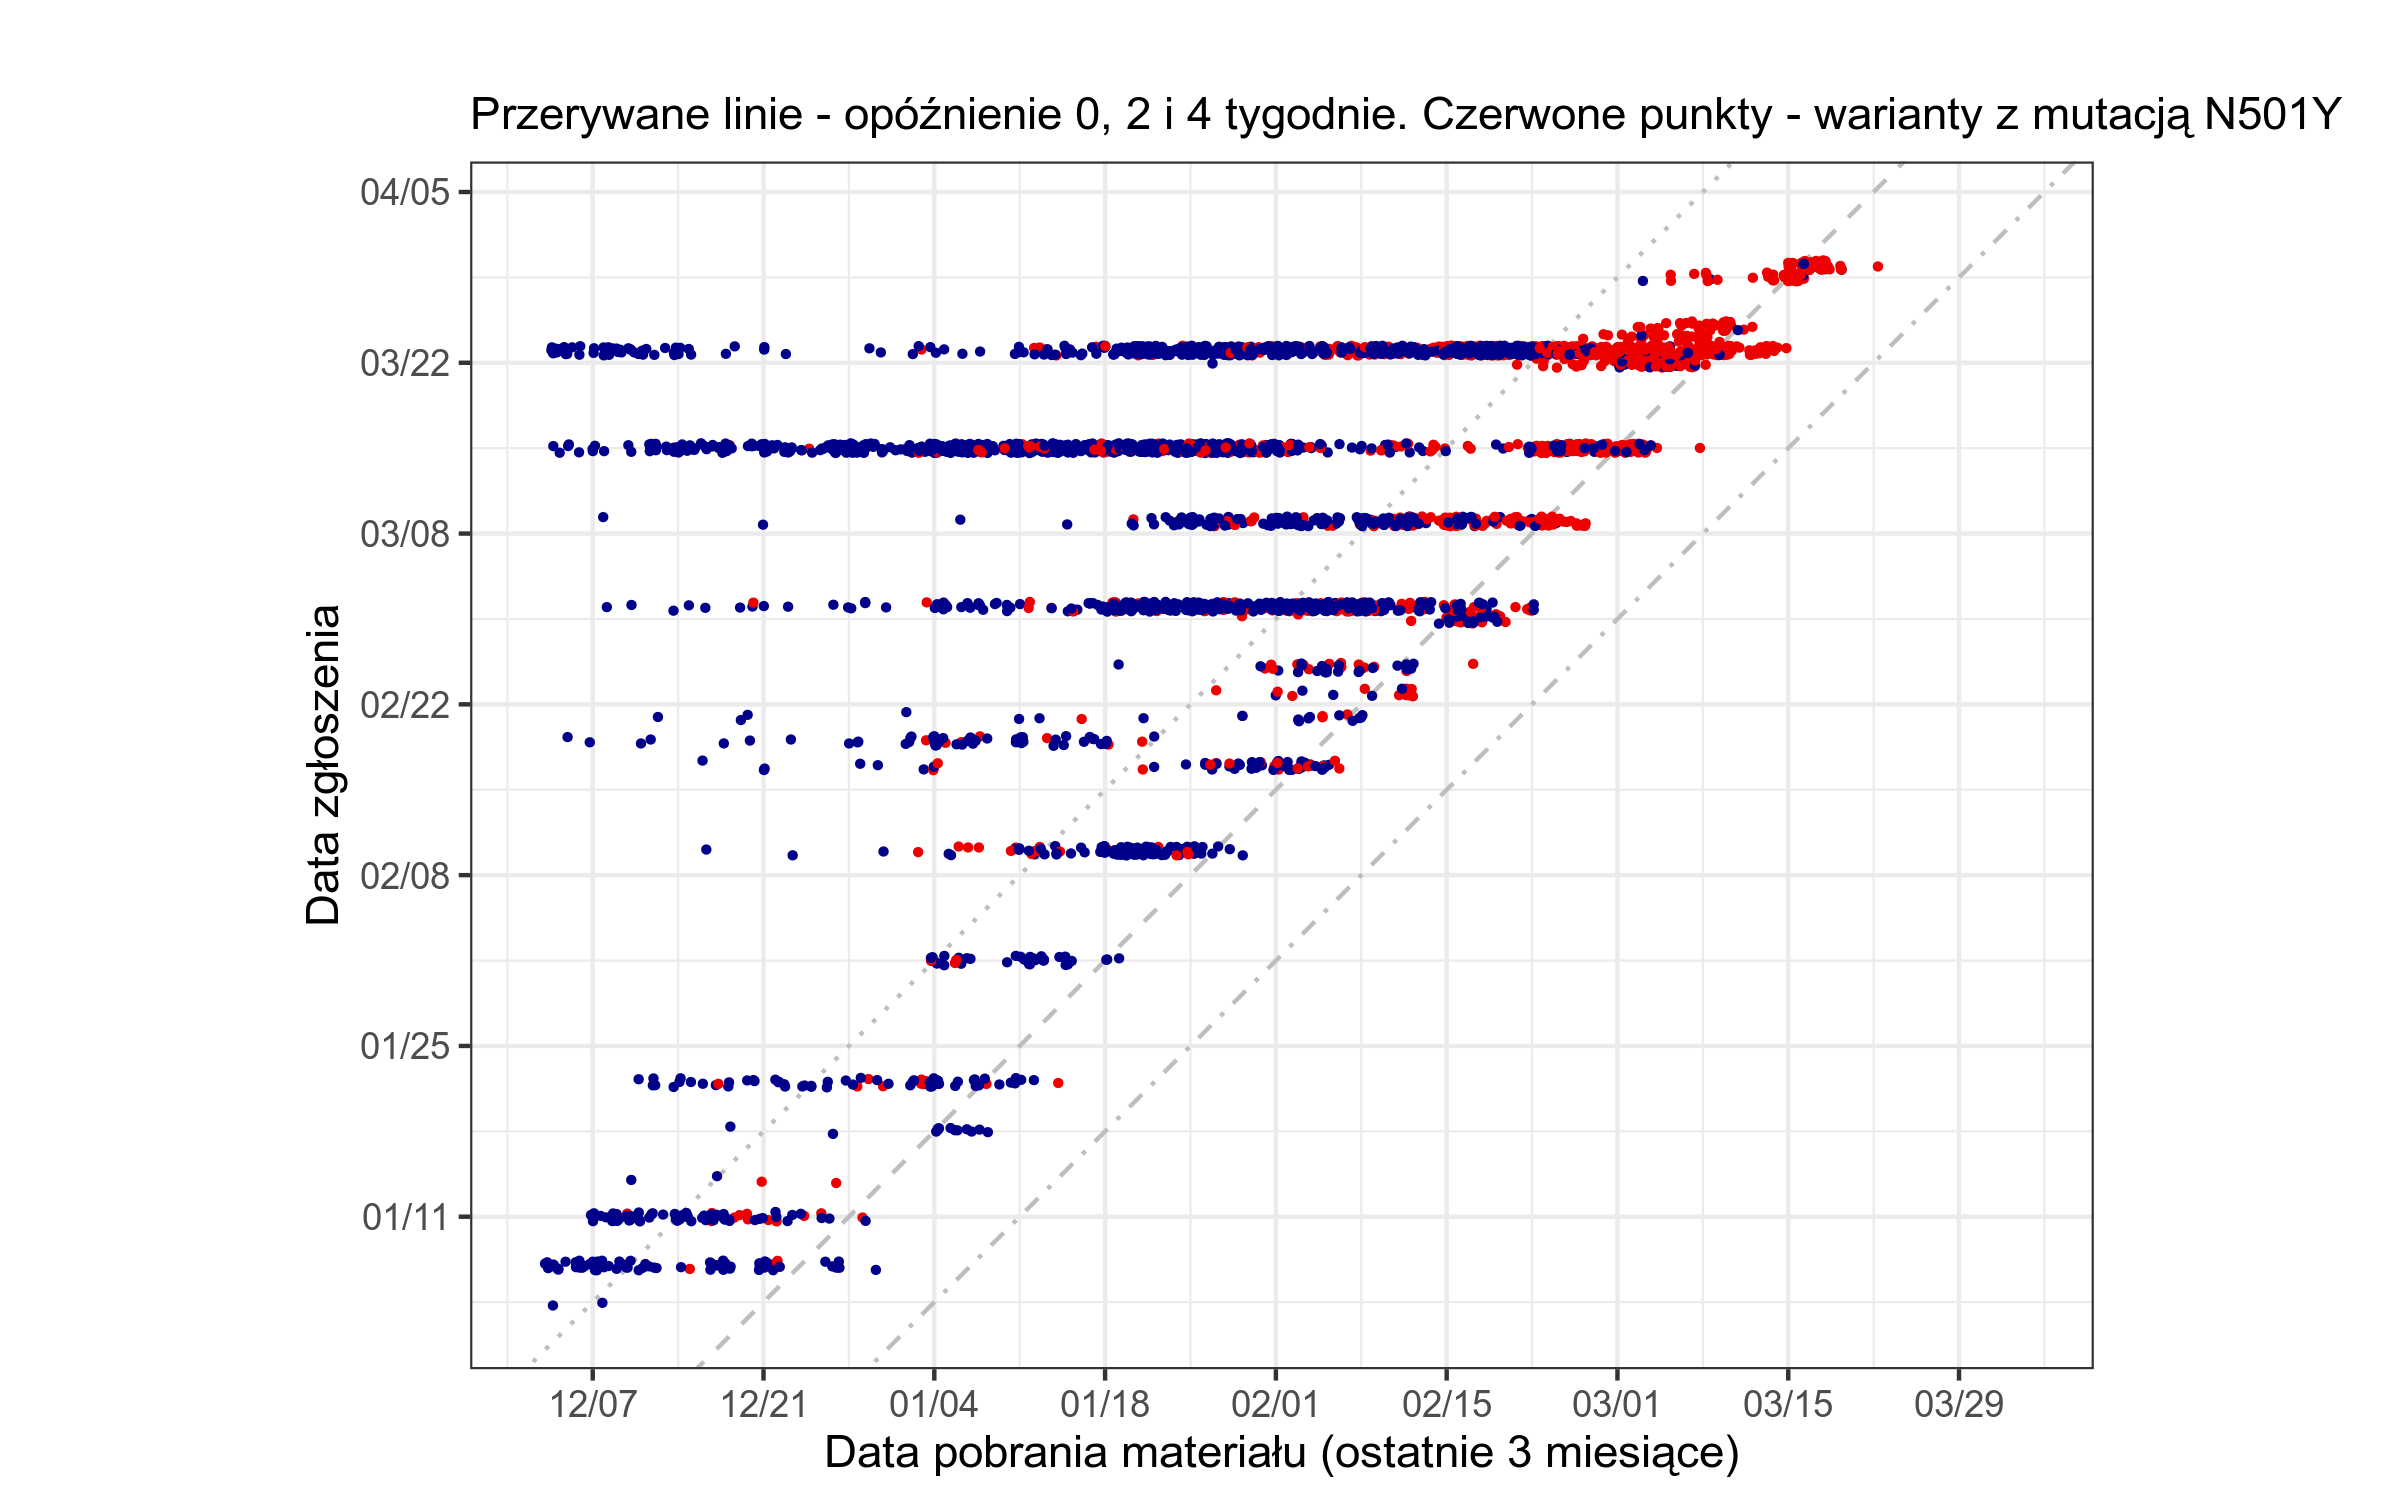 Przerywane linie - opóźnienie 0, 2 i 4 tygodnie. Czerwone punkty - warianty z mutacją N501Y
Data zgłoszenia
04/05
03/22
03/08
02/22
02/08
01/25
01/11
12/07 12/21 01/04 01/18 02/01 02/15 03/01 03/15 03/29
Data pobrania materiału (ostatnie 3 miesiące)